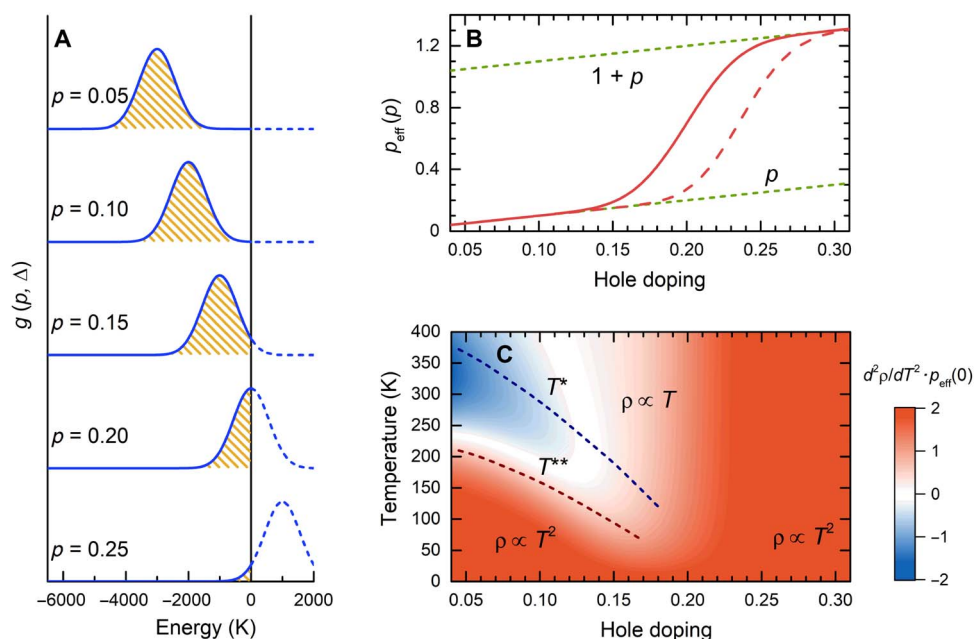 A
p = 0.05
p = 0.10
p = 0.15
p = 0.20
p = 0.25
g (p, Δ)
−6000 −4000 −2000 0 2000
Energy (K)
B
1.2
0.8
0.4
0
p_eff (p)
1 + p
p
0.05 0.10 0.15 0.20 0.25 0.30
Hole doping
C
400
350
300
250
200
150
100
50
0
Temperature (K)
T*
T**
ρ ∝ T
ρ ∝ T²
ρ ∝ T²
0.05 0.10 0.15 0.20 0.25 0.30
Hole doping
d²ρ/dT² · p_eff(0)
2
1
0
−1
−2